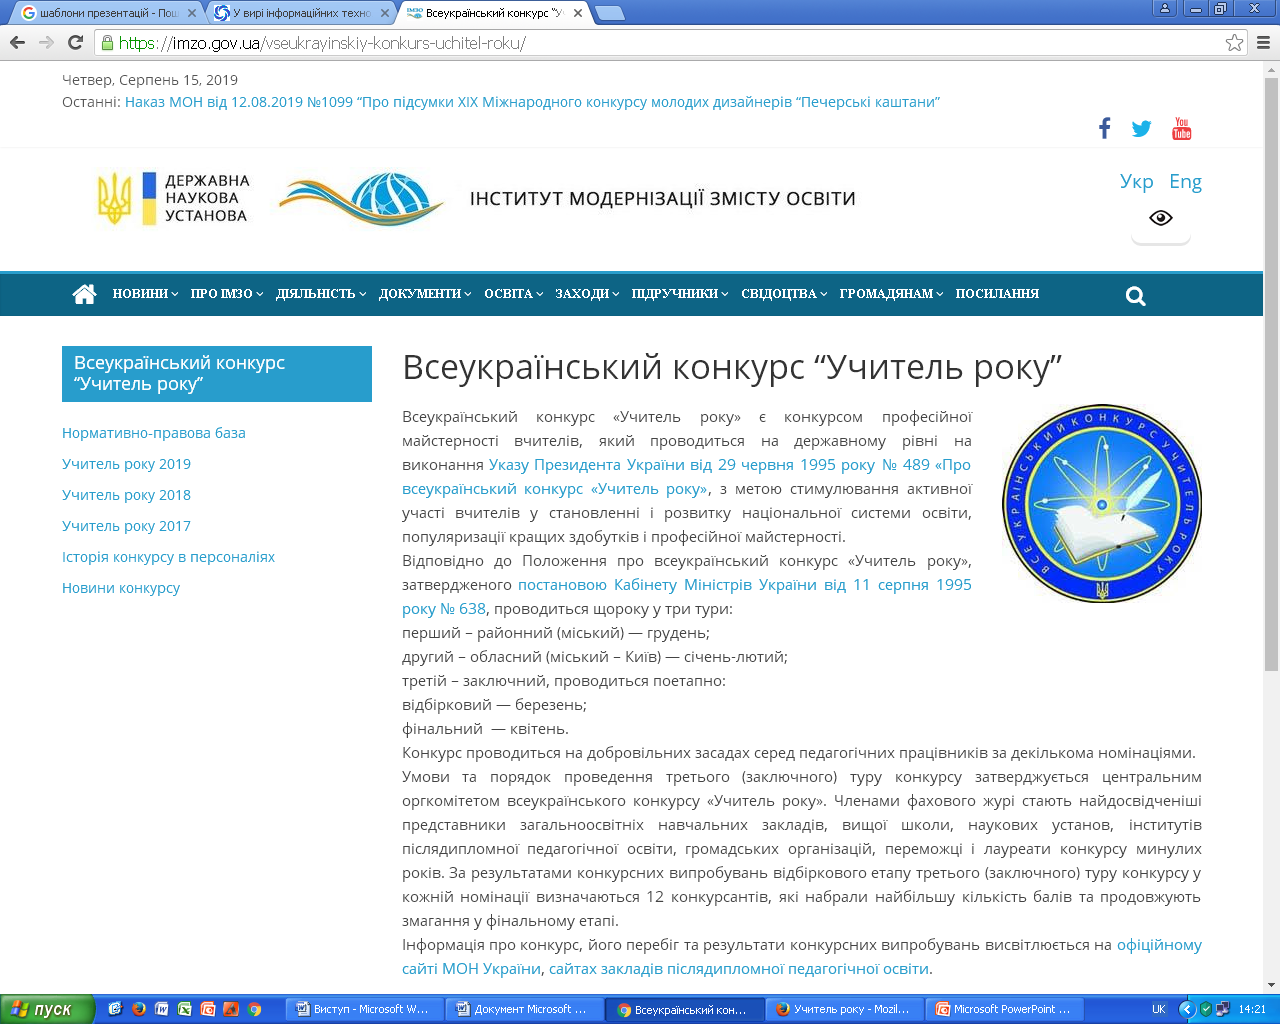 шаблони презентацій - Пош
У вирі інформаційних техно
Всеукраїнський конкурс “У
https://imzo.gov.ua/vseukrayinskiy-konkurs-uchitel-roku/
Четвер, Серпень 15, 2019
Останні: Наказ МОН від 12.08.2019 №1099 “Про підсумки XIX Міжнародного конкурсу молодих дизайнерів “Печерські каштани”
You
Tube
ДЕРЖАВНА
НАУКОВА
УСТАНОВА
ІНСТИТУТ МОДЕРНІЗАЦІЇ ЗМІСТУ ОСВІТИ
Укр Eng
НОВИНИ ПРО ІМЗО ДІЯЛЬНІСТЬ ДОКУМЕНТИ ОСВІТА ЗАХОДИ ПІДРУЧНИКИ СВІДОЦТВА ГРОМАДЯНАМ ПОСИЛАННЯ
Всеукраїнський конкурс
“Учитель року”
Нормативно-правова база
Учитель року 2019
Учитель року 2018
Учитель року 2017
Історія конкурсу в персоналіях
Новини конкурсу
Всеукраїнський конкурс “Учитель року”
Всеукраїнський конкурс «Учитель року» є конкурсом професійної
майстерності вчителів, який проводиться на державному рівні на
виконання Указу Президента України від 29 червня 1995 року № 489 «Про
всеукраїнський конкурс «Учитель року», з метою стимулювання активної
участі вчителів у становленні і розвитку національної системи освіти,
популяризації кращих здобутків і професійної майстерності.
Відповідно до Положення про всеукраїнський конкурс «Учитель року»,
затвердженого постановою Кабінету Міністрів України від 11 серпня 1995
року № 638, проводиться щороку у три тури:
перший – районний (міський) — грудень;
другий – обласний (міський – Київ) — січень-лютий;
третій – заключний, проводиться поетапно:
відбірковий — березень;
фінальний — квітень.
Конкурс проводиться на добровільних засадах серед педагогічних працівників за декількома номінаціями.
Умови та порядок проведення третього (заключного) туру конкурсу затверджується центральним
оргкомітетом всеукраїнського конкурсу «Учитель року». Членами фахового журі стають найдосвідченіші
представники загальноосвітніх навчальних закладів, вищої школи, наукових установ, інститутів
післядипломної педагогічної освіти, громадських організацій, переможці і лауреати конкурсу минулих
років. За результатами конкурсних випробувань відбіркового етапу третього (заключного) туру конкурсу у
кожній номінації визначаються 12 конкурсантів, які набрали найбільшу кількість балів та продовжують
змагання у фінальному етапі.
Інформація про конкурс, його перебіг та результати конкурсних випробувань висвітлюється на офіційному
сайті МОН України, сайтах закладів післядипломної педагогічної освіти.
ВСЕУКРАЇНСЬКИЙ КОНКУРС УЧИТЕЛЬ РОКУ
пуск
Виступ - Microsoft W...
Документ Microsoft ...
Всеукраїнський кон...
Учитель року - Mozil...
Microsoft PowerPoint ...
UK
14:21